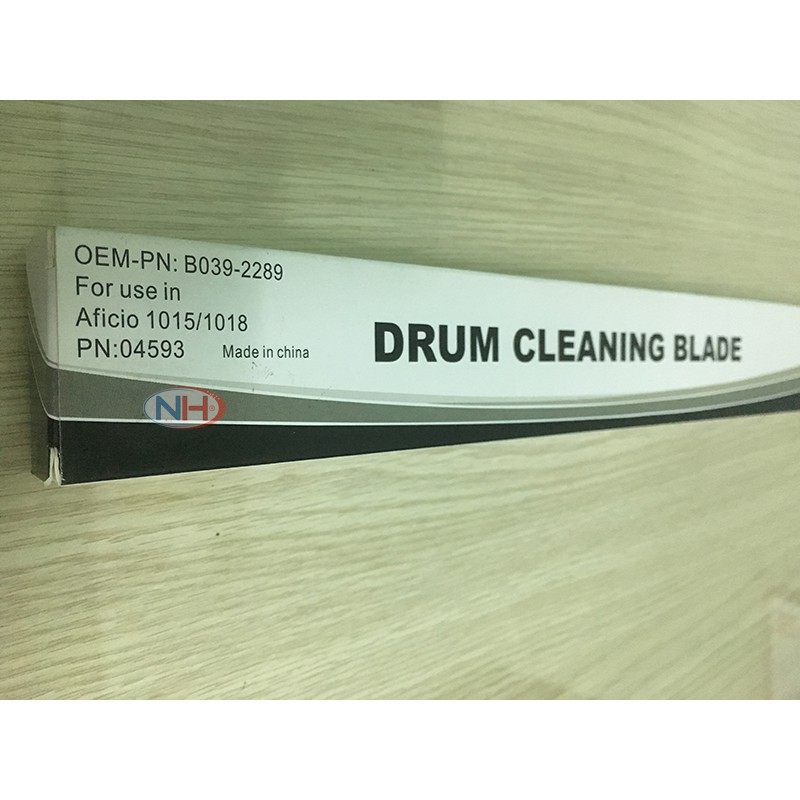 OEM-PN: B039-2289
For use in
Aficio 1015/1018
PN:04593 Made in china
DRUM CLEANING BLADE
NH